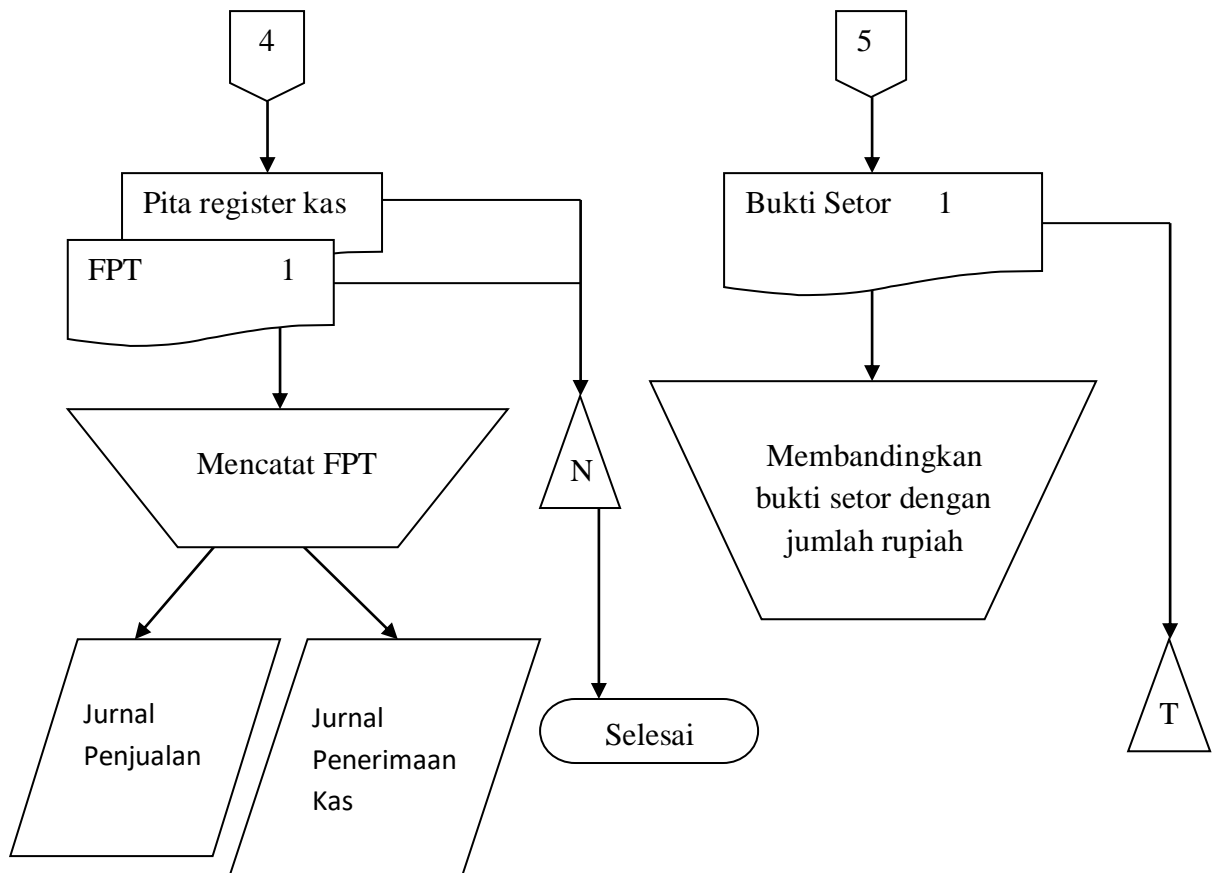 4
5
Pita register kas
Bukti Setor 1
FPT 1
Mencatat FPT
N
Membandingkan
bukti setor dengan
jumlah rupiah
Jurnal
Penjualan
Jurnal
Penerimaan
Kas
Selesai
T